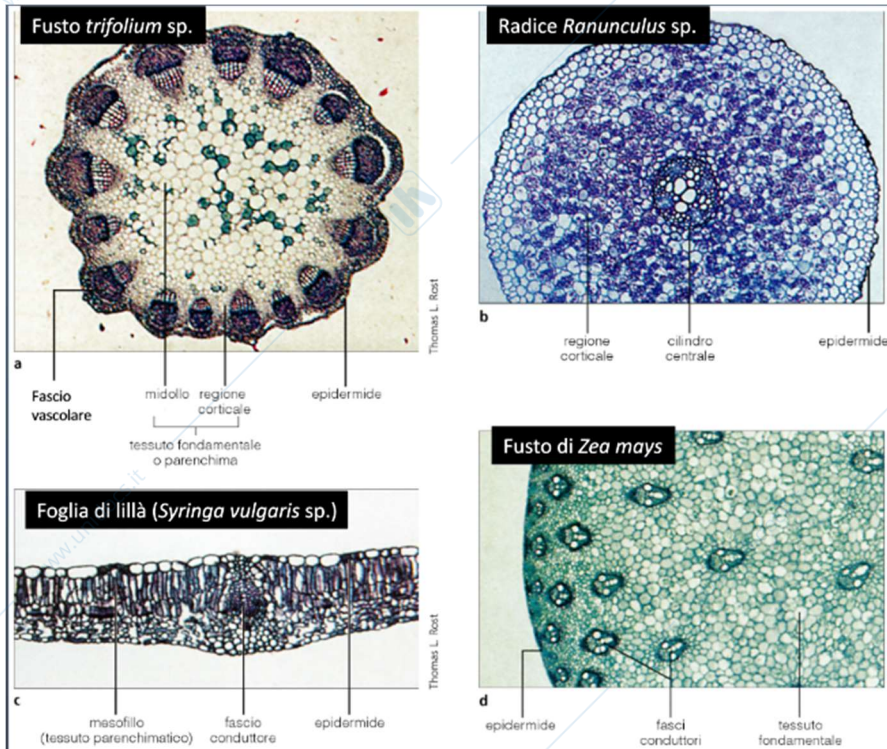 Fusto trifolium sp.
Thomas L. Rost
a
Fascio
vascolare
midollo
regione
corticale
epidermide
tessuto fondamentale
o parenchima
Radice Ranunculus sp.
b
regione
corticale
cilindro
centrale
epidermide
Foglia di lillà (Syringa vulgaris sp.)
Thomas L. Rost
c
mesofillo
(tessuto parenchimatico)
fascio
conduttore
epidermide
Fusto di Zea mays
d
epidermide
fasci
conduttori
tessuto
fondamentale